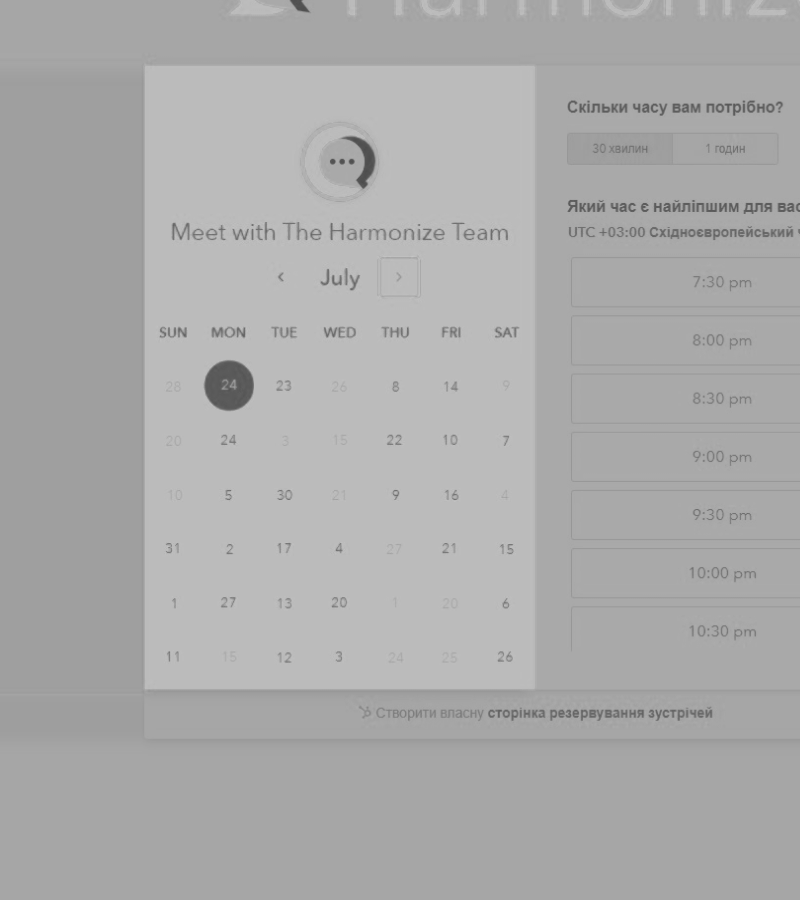 Harmonize
Meet with The Harmonize Team
July
SUN MON TUE WED THU FRI SAT
28 24 23 26 8 14 9
20 24 3 15 22 10 7
10 5 30 21 9 16 4
31 2 17 4 27 21 15
1 27 13 20 1 20 6
11 15 12 3 24 25 26
Скільки часу вам потрібно?
30 хвилин 1 годин
Який час є найліпшим для вас
UTC +03:00 Східноєвропейський
7:30 pm
8:00 pm
8:30 pm
9:00 pm
9:30 pm
10:00 pm
10:30 pm
Створити власну сторінка резервування зустрічей